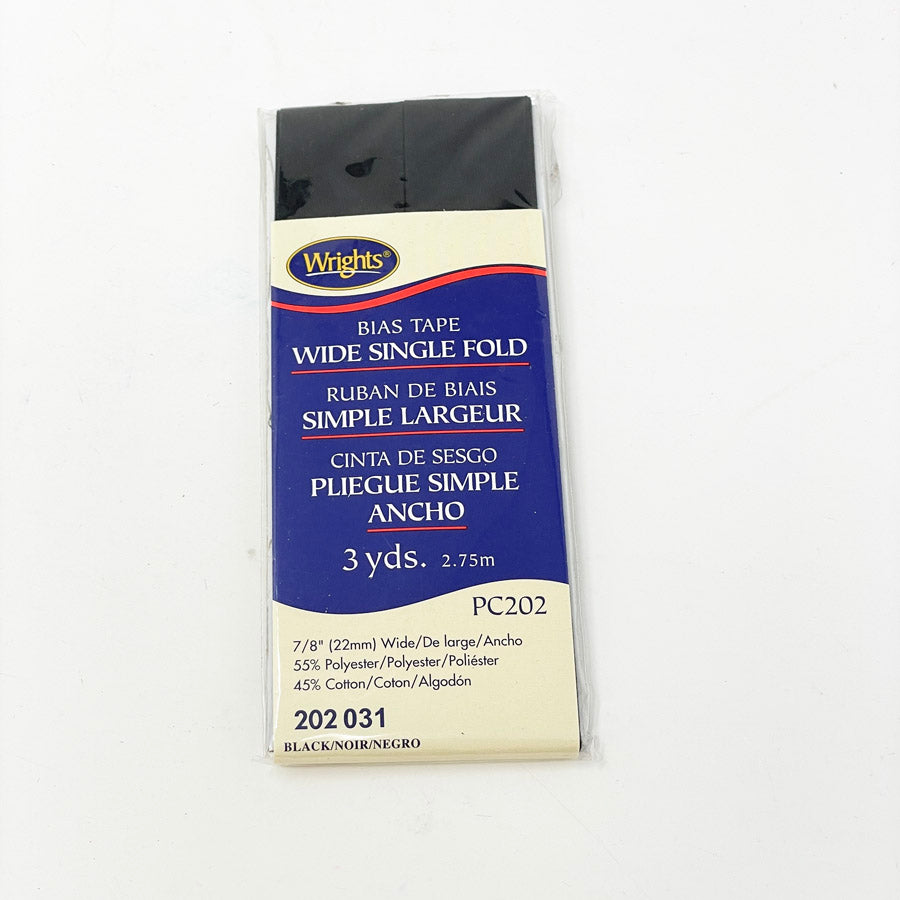 Wrights®
BIAS TAPE
WIDE SINGLE FOLD
RUBAN DE BIAIS
SIMPLE LARGEUR
CINTA DE SESGO
PLIEGUE SIMPLE
ANCHO
3 yds. 2.75m
PC202
7/8" (22mm) Wide/De large/Ancho
55% Polyester/Polyester/Poliéster
45% Cotton/Coton/Algodón
202 031
BLACK/NOIR/NEGRO